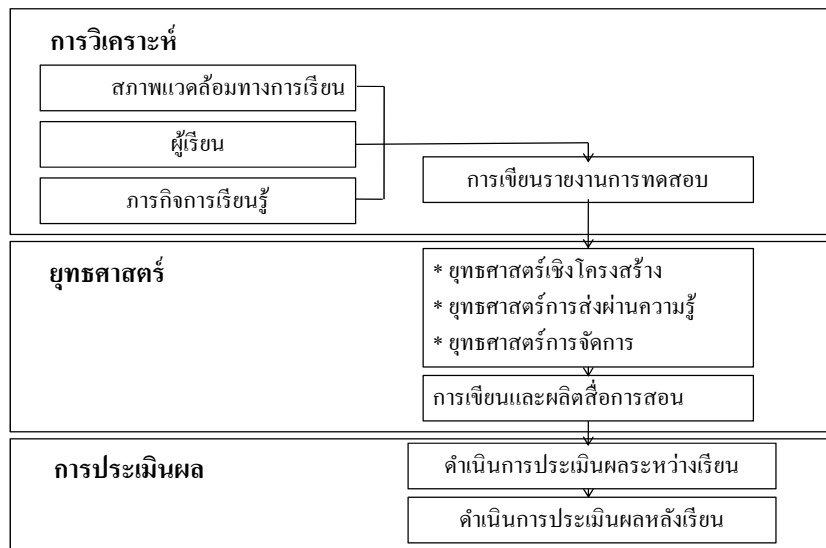 การวิเคราะห์
สภาพแวดล้อมทางการเรียน
ผู้เรียน
ภารกิจการเรียนรู้
การเขียนรายงานการทดสอบ
ยุทธศาสตร์
* ยุทธศาสตร์เชิงโครงสร้าง
* ยุทธศาสตร์การส่งผ่านความรู้
* ยุทธศาสตร์การจัดการ
การเขียนและผลิตสื่อการสอน
การประเมินผล
ดำเนินการประเมินผลระหว่างเรียน
ดำเนินการประเมินผลหลังเรียน